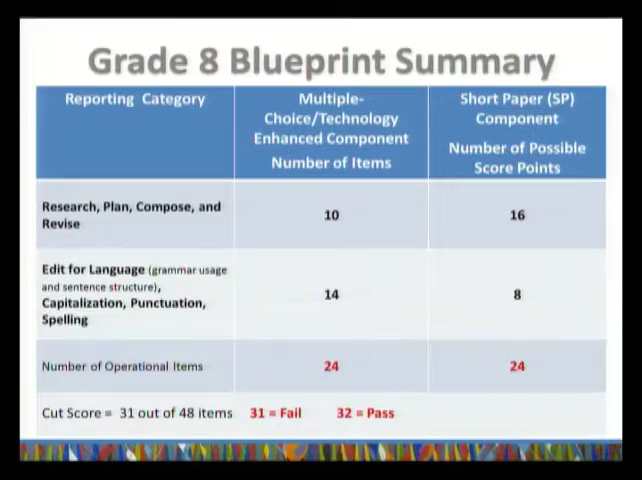 Grade 8 Blueprint Summary
Reporting Category
Multiple-
Choice/Technology
Enhanced Component
Number of Items
Short Paper (SP)
Component
Number of Possible
Score Points
Research, Plan, Compose, and
Revise
10
16
Edit for Language (grammar usage
and sentence structure),
Capitalization, Punctuation,
Spelling
14
8
Number of Operational Items
24
24
Cut Score = 31 out of 48 items 31 = Fail 32 = Pass